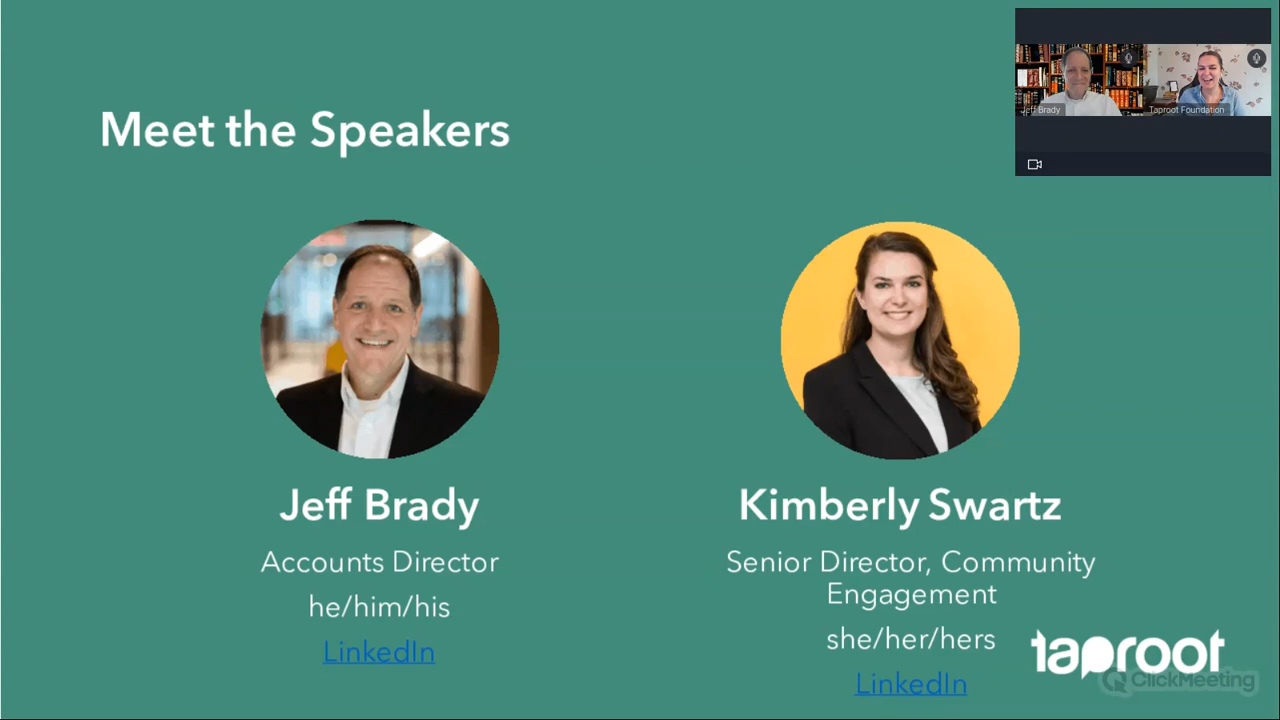 Meet the Speakers
Jeff Brady
Taproot Foundation
Jeff Brady
Accounts Director
he/him/his
LinkedIn
Kimberly Swartz
Senior Director, Community
Engagement
she/her/hers
LinkedIn
taproot
ClickMeeting